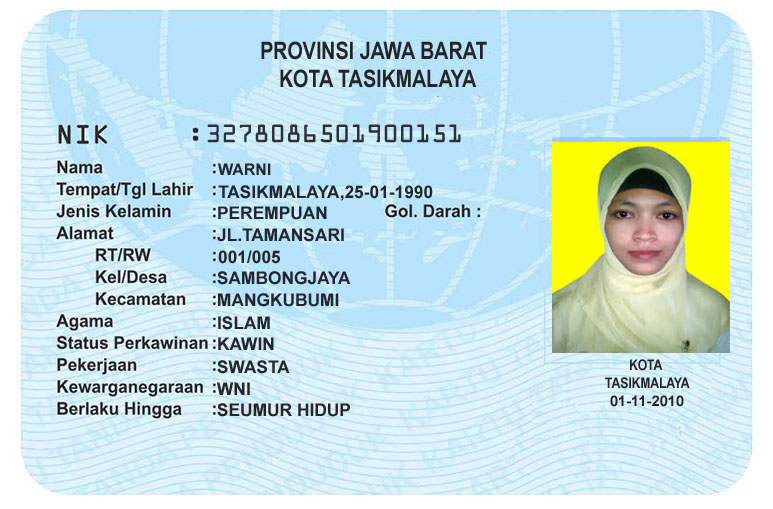 PROVINSI JAWA BARAT
KOTA TASIKMALAYA
NIK :3278086501900151
Nama :WARNI
Tempat/Tgl Lahir :TASIKMALAYA,25-01-1990
Jenis Kelamin :PEREMPUAN Gol. Darah :
Alamat :JL.TAMANSARI
RT/RW :001/005
Kel/Desa :SAMBONGJAYA
Kecamatan :MANGKUBUMI
Agama :ISLAM
Status Perkawinan:KAWIN
Pekerjaan :SWASTA
Kewarganegaraan :WNI
Berlaku Hingga :SEUMUR HIDUP
KOTA
TASIKMALAYA
01-11-2010